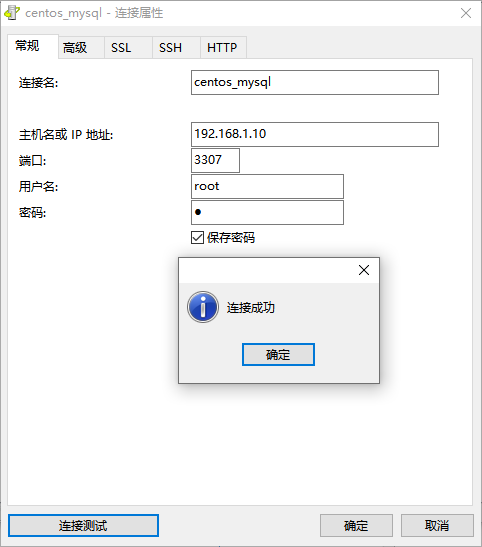 centos_mysql - 连接属性
常规 高级 SSL SSH HTTP
连接名: centos_mysql
主机名或 IP 地址: 192.168.1.10
端口: 3307
用户名: root
密码: ●
保存密码
连接成功
确定
连接测试 确定 取消